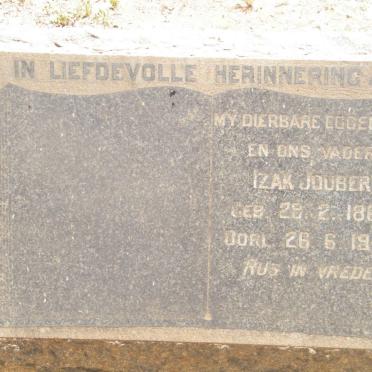 IN LIEFDEVOLLE HERINNERING
MY DIERBARE
EN ONS VADER
IZAK JOUBER
GEB. 28. 2. 18
OORL. 26. 6. 19
RUS IN VREDE